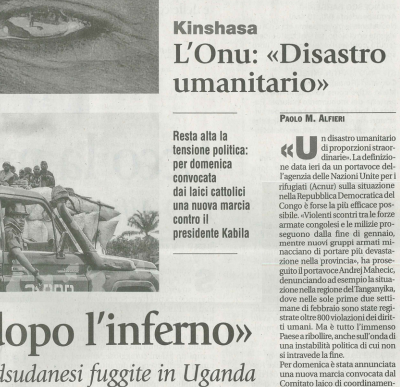 Kinshasa
L'Onu: «Disastro
umanitario»
Resta alta la
tensione politica:
per domenica
convocata
dai laici cattolici
una nuova marcia
contro il
presidente Kabila
PAOLO M. ALFIERI
«Un disastro umanitario
di proporzioni straor-
dinarie». La definizio-
ne data ieri da un portavoce del-
l'agenzia delle Nazioni Unite per i
rifugiati (Acnur) sulla situazione
nella Repubblica Democratica del
Congo è forse la più efficace pos-
sibile. «Violenti scontri tra le forze
armate congolesi e le milizie pro-
seguono dalla fine di gennaio,
mentre nuovi gruppi armati mi-
nacciano di portare più devasta-
zione nella provincia», ha prose-
guito il portavoce Andrej Mahecic,
denunciando ad esempio la situa-
zione nella regione del Tanganyika,
dove nelle sole prime due setti-
mane di febbraio sono state regi-
strate oltre 800 violazioni dei dirit-
ti umani. Ma è tutto l'immenso
Paese a ribollire, anche sull'onda di
una instabilità politica di cui non
si intravede la fine.
Per domenica è stata annunciata
una nuova marcia convocata dal
Comitato laico di coordinamen-
dopo l'inferno»
dsudanesi fuggite in Uganda